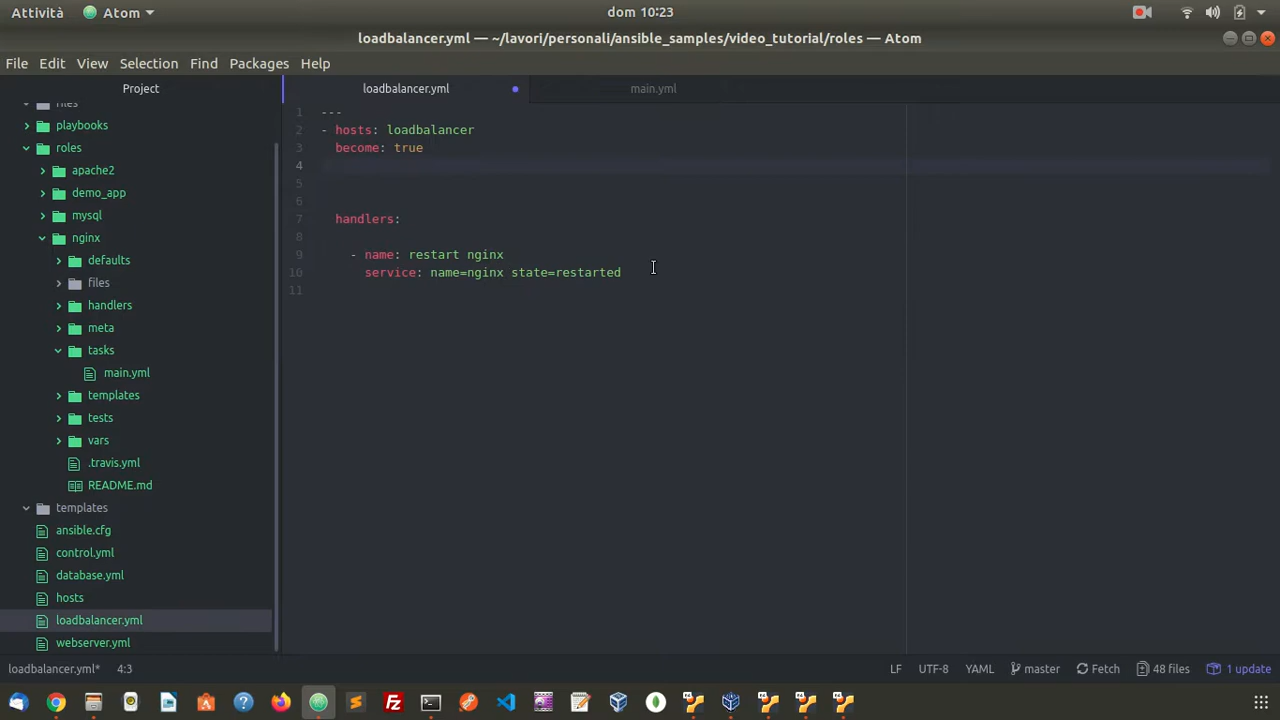 Attività Atom dom 10:23
loadbalancer.yml — ~/lavori/personali/ansible_samples/video_tutorial/roles — Atom
File Edit View Selection Find Packages Help
Project
loadbalancer.yml
main.yml
files
playbooks
roles
apache2
demo_app
mysql
nginx
defaults
files
handlers
meta
tasks
main.yml
templates
tests
vars
.travis.yml
README.md
templates
ansible.cfg
control.yml
database.yml
hosts
loadbalancer.yml
webserver.yml
1 ---
2 - hosts: loadbalancer
3 become: true
4
5
6
7 handlers:
8
9 - name: restart nginx
10 service: name=nginx state=restarted
11
loadbalancer.yml* 4:3 LF UTF-8 YAML master Fetch 48 files 1 update